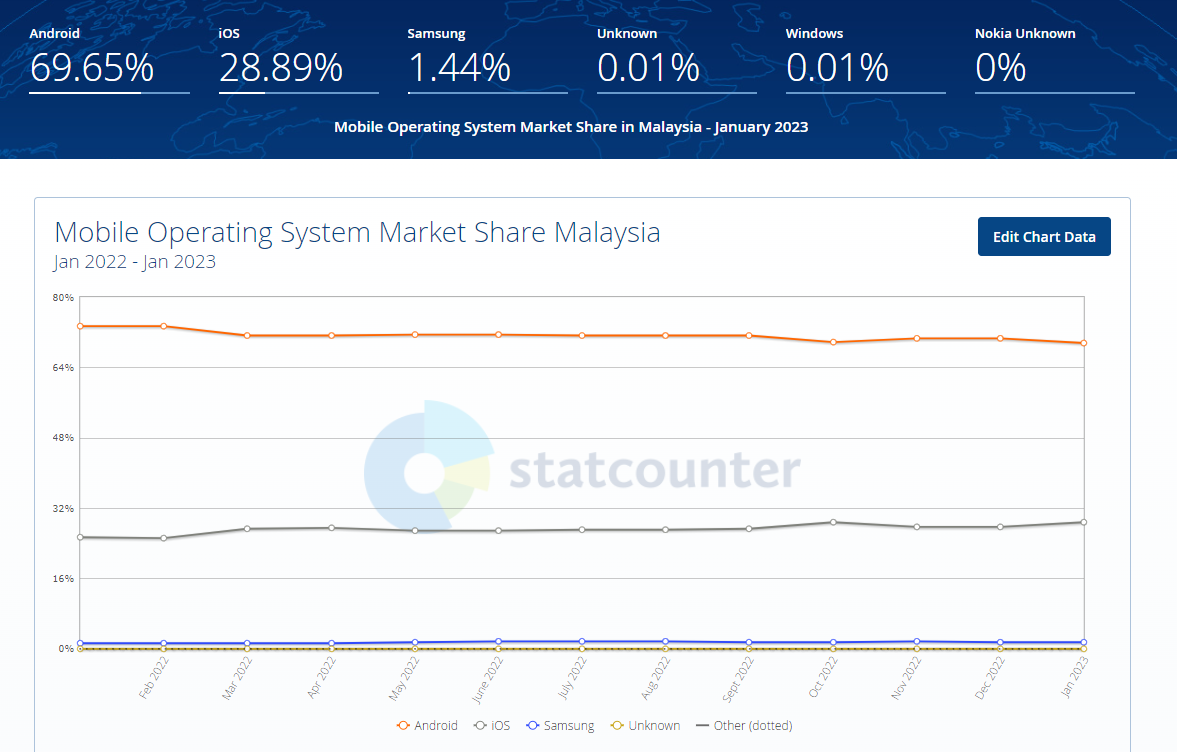 Android iOS Samsung Unknown Windows Nokia Unknown
69.65% 28.89% 1.44% 0.01% 0.01% 0%
Mobile Operating System Market Share in Malaysia - January 2023
Mobile Operating System Market Share Malaysia
Edit Chart Data
Jan 2022 - Jan 2023
80%
64%
48%
statcounter
32%
16%
0%
Feb 2022 Mar 2022 Apr 2022 May 2022 June 2022 July 2022 Aug 2022 Sept 2022 Oct 2022 Nov 2022 Dec 2022 Jan 2023
Android iOS Samsung Unknown Other (dotted)